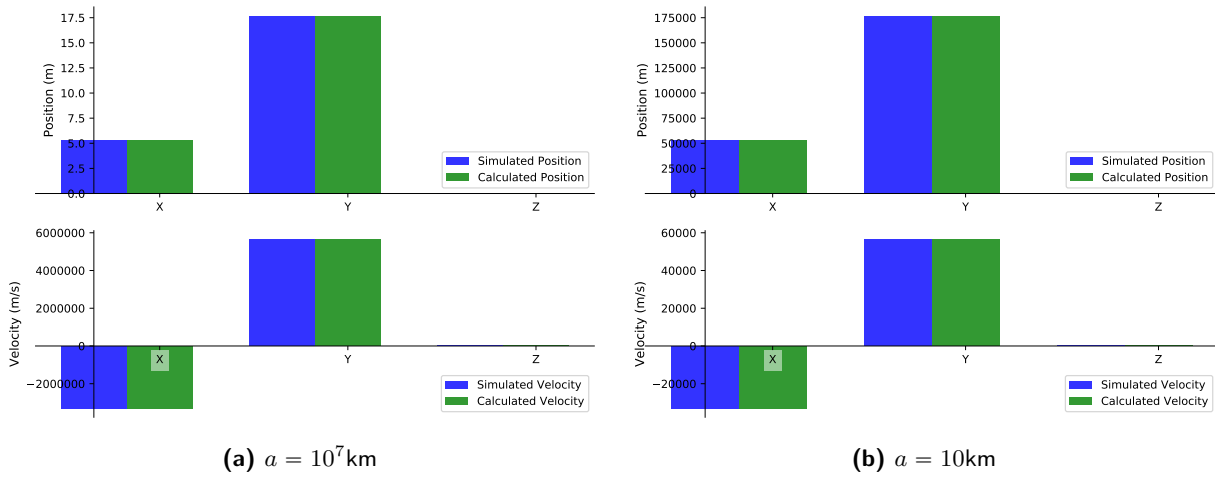 17.5
17.5
12.5
10.0
7.5
5.0
2.5
0.0
Position (m)
X
Y
Z
Simulated Position
Calculated Position
6000000
4000000
2000000
0
−2000000
Velocity (m/s)
X
Y
Z
Simulated Velocity
Calculated Velocity
(a) a = 10⁷km
175000
150000
125000
100000
75000
50000
25000
0
Position (m)
X
Y
Z
Simulated Position
Calculated Position
60000
40000
20000
0
−20000
Velocity (m/s)
X
Y
Z
Simulated Velocity
Calculated Velocity
(b) a = 10km